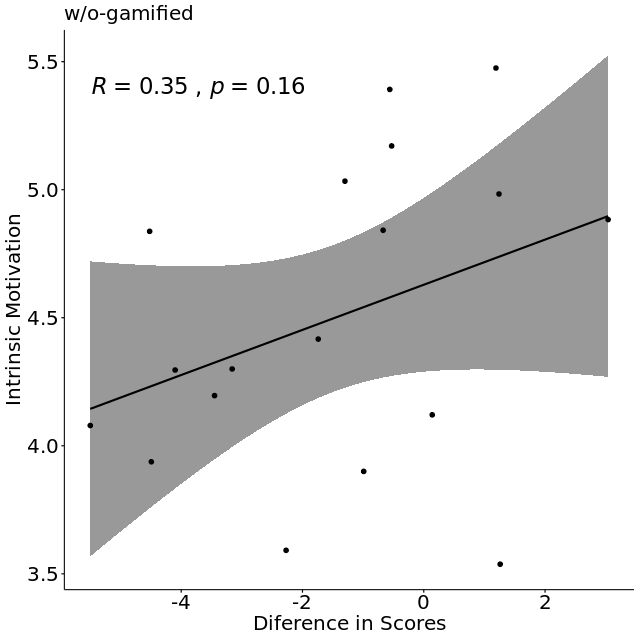 w/o-gamified
R = 0.35 , p = 0.16
5.5
5.0
4.5
4.0
3.5
Intrinsic Motivation
-4 -2 0 2
Diference in Scores